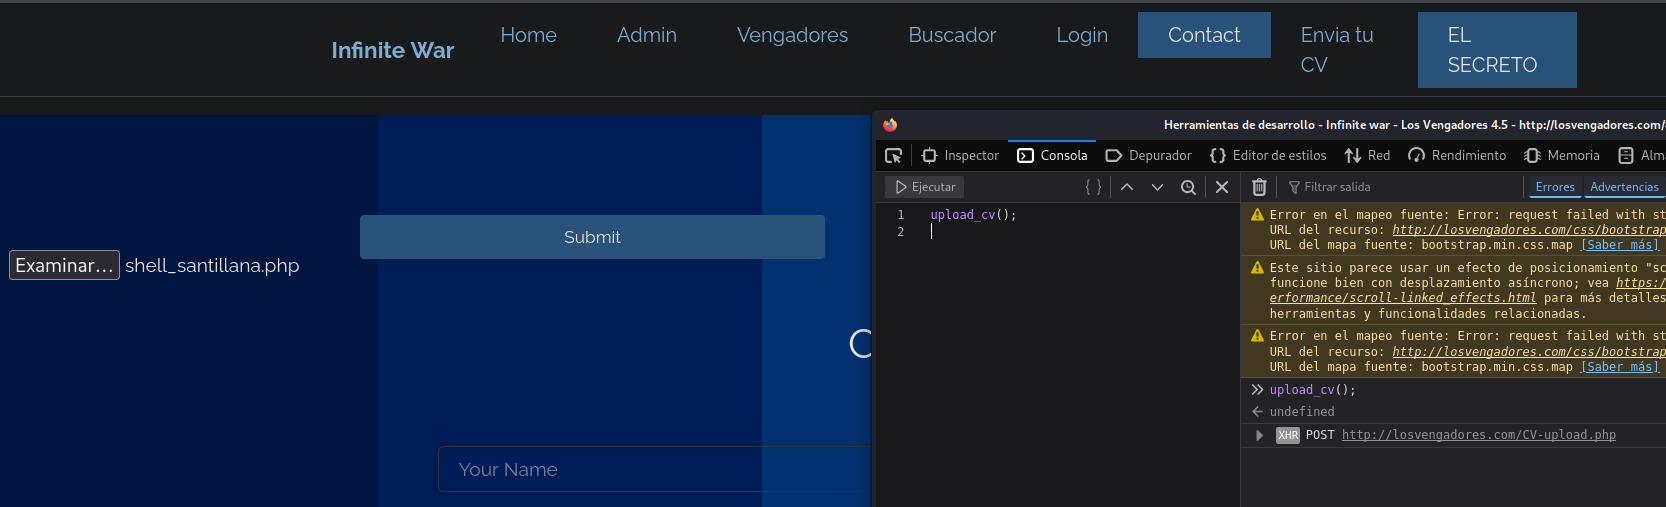 Infinite War
Home
Admin
Vengadores
Buscador
Login
Contact
Envia tu
CV
EL
SECRETO
Submit
Examinar... shell_santillana.php
Your Name
Herramientas de desarrollo - Infinite war - Los Vengadores 4.5 - http://losvengadores.com/
Inspector
Consola
Depurador
Editor de estilos
Red
Rendimiento
Memoria
Alma
Ejecutar
Filtrar salida
Errores
Advertencias
1 upload_cv();
2
Error en el mapeo fuente: Error: request failed with st
URL del recurso: http://losvengadores.com/css/bootstrap
URL del mapa fuente: bootstrap.min.css.map [Saber más]
Este sitio parece usar un efecto de posicionamiento "sc
funcione bien con desplazamiento asíncrono; vea https:/
erformance/scroll-linked_effects.html para más detalles
herramientas y funcionalidades relacionadas.
Error en el mapeo fuente: Error: request failed with st
URL del recurso: http://losvengadores.com/css/bootstrap
URL del mapa fuente: bootstrap.min.css.map [Saber más]
upload_cv();
undefined
XHR POST http://losvengadores.com/CV-upload.php